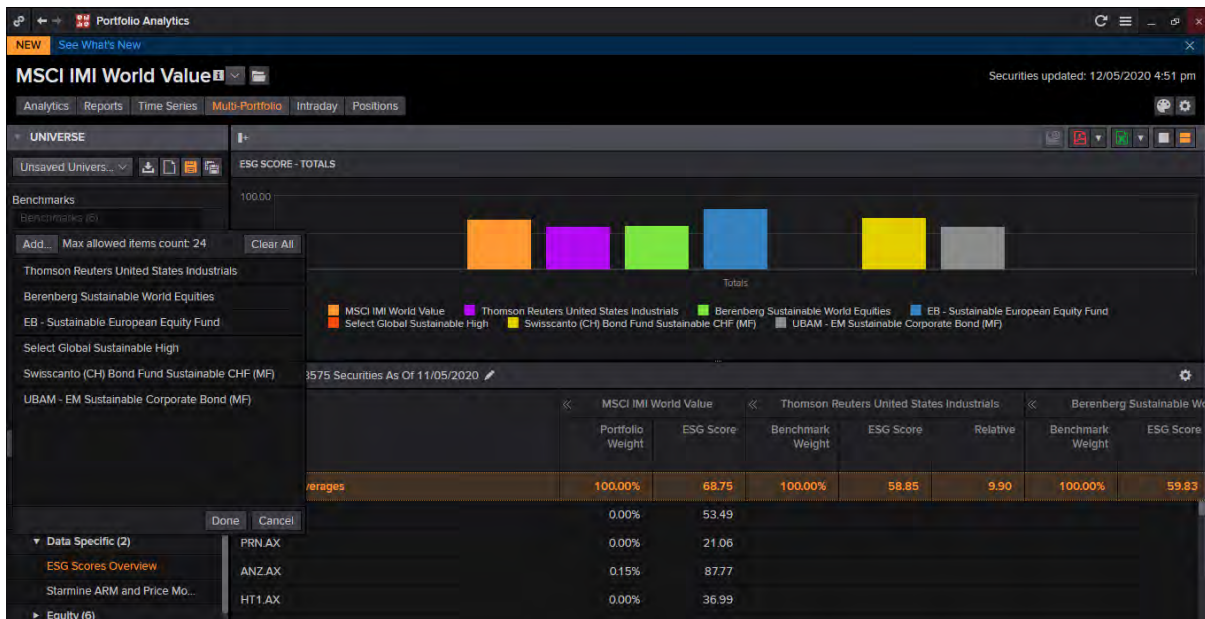 Portfolio Analytics
NEW See What's New
MSCI IMI World Value
Securities updated: 12/05/2020 4:51 pm
Analytics Reports Time Series Multi-Portfolio Intraday Positions
UNIVERSE
Unsaved Univers...
ESG SCORE - TOTALS
Benchmarks
Benchmarks (6)
100.00
Add... Max allowed items count: 24 Clear All
Thomson Reuters United States Industrials
Berenberg Sustainable World Equities
EB - Sustainable European Equity Fund
Select Global Sustainable High
Swisscanto (CH) Bond Fund Sustainable CHF (MF)
UBAM - EM Sustainable Corporate Bond (MF)
Done Cancel
Totals
MSCI IMI World Value Thomson Reuters United States Industrials Berenberg Sustainable World Equities EB - Sustainable European Equity Fund
Select Global Sustainable High Swisscanto (CH) Bond Fund Sustainable CHF (MF) UBAM - EM Sustainable Corporate Bond (MF)
3575 Securities As Of 11/05/2020
MSCI IMI World Value Thomson Reuters United States Industrials Berenberg Sustainable Wo
Portfolio Weight ESG Score Benchmark Weight ESG Score Relative Benchmark Weight ESG Score
verages 100.00% 68.75 100.00% 58.85 9.90 100.00% 59.83
0.00% 53.49
Data Specific (2)
PRN.AX 0.00% 21.06
ESG Scores Overview
ANZ.AX 0.15% 87.77
Starmine ARM and Price Mo...
HT1.AX 0.00% 36.99
Equity (6)